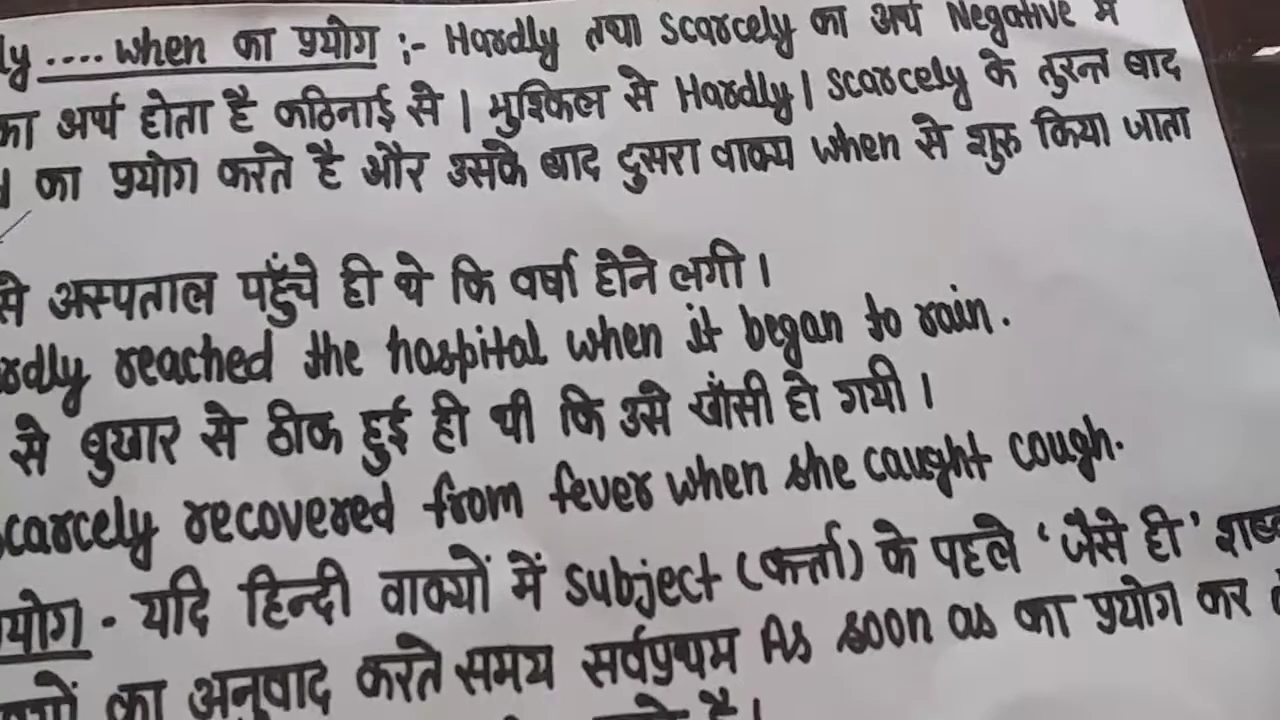 ly .... when का प्रयोग :- Hardly तथा Scarcely का अर्थ Negative में
का अर्थ होता है कठिनाई से | मुश्किल से Hardly | Scarcely के तुरन्त बाद
का प्रयोग करते है और उसके बाद दुसरा वाक्य when से शुरु किया जाता
से अस्पताल पहुँचे ही थे कि वर्षा होने लगी।
rdly reached the hospital when it began to rain.
से बुखार से ठीक हुई ही थी कि उसे खाँसी हो गयी।
carcely recovered from fever when she caught cough.
योग - यदि हिन्दी वाक्यों में Subject (कर्त्ता) के पहले 'जैसे ही' शब्द
का अनुवाद करते समय सर्वप्रथम As soon as का प्रयोग कर
है।